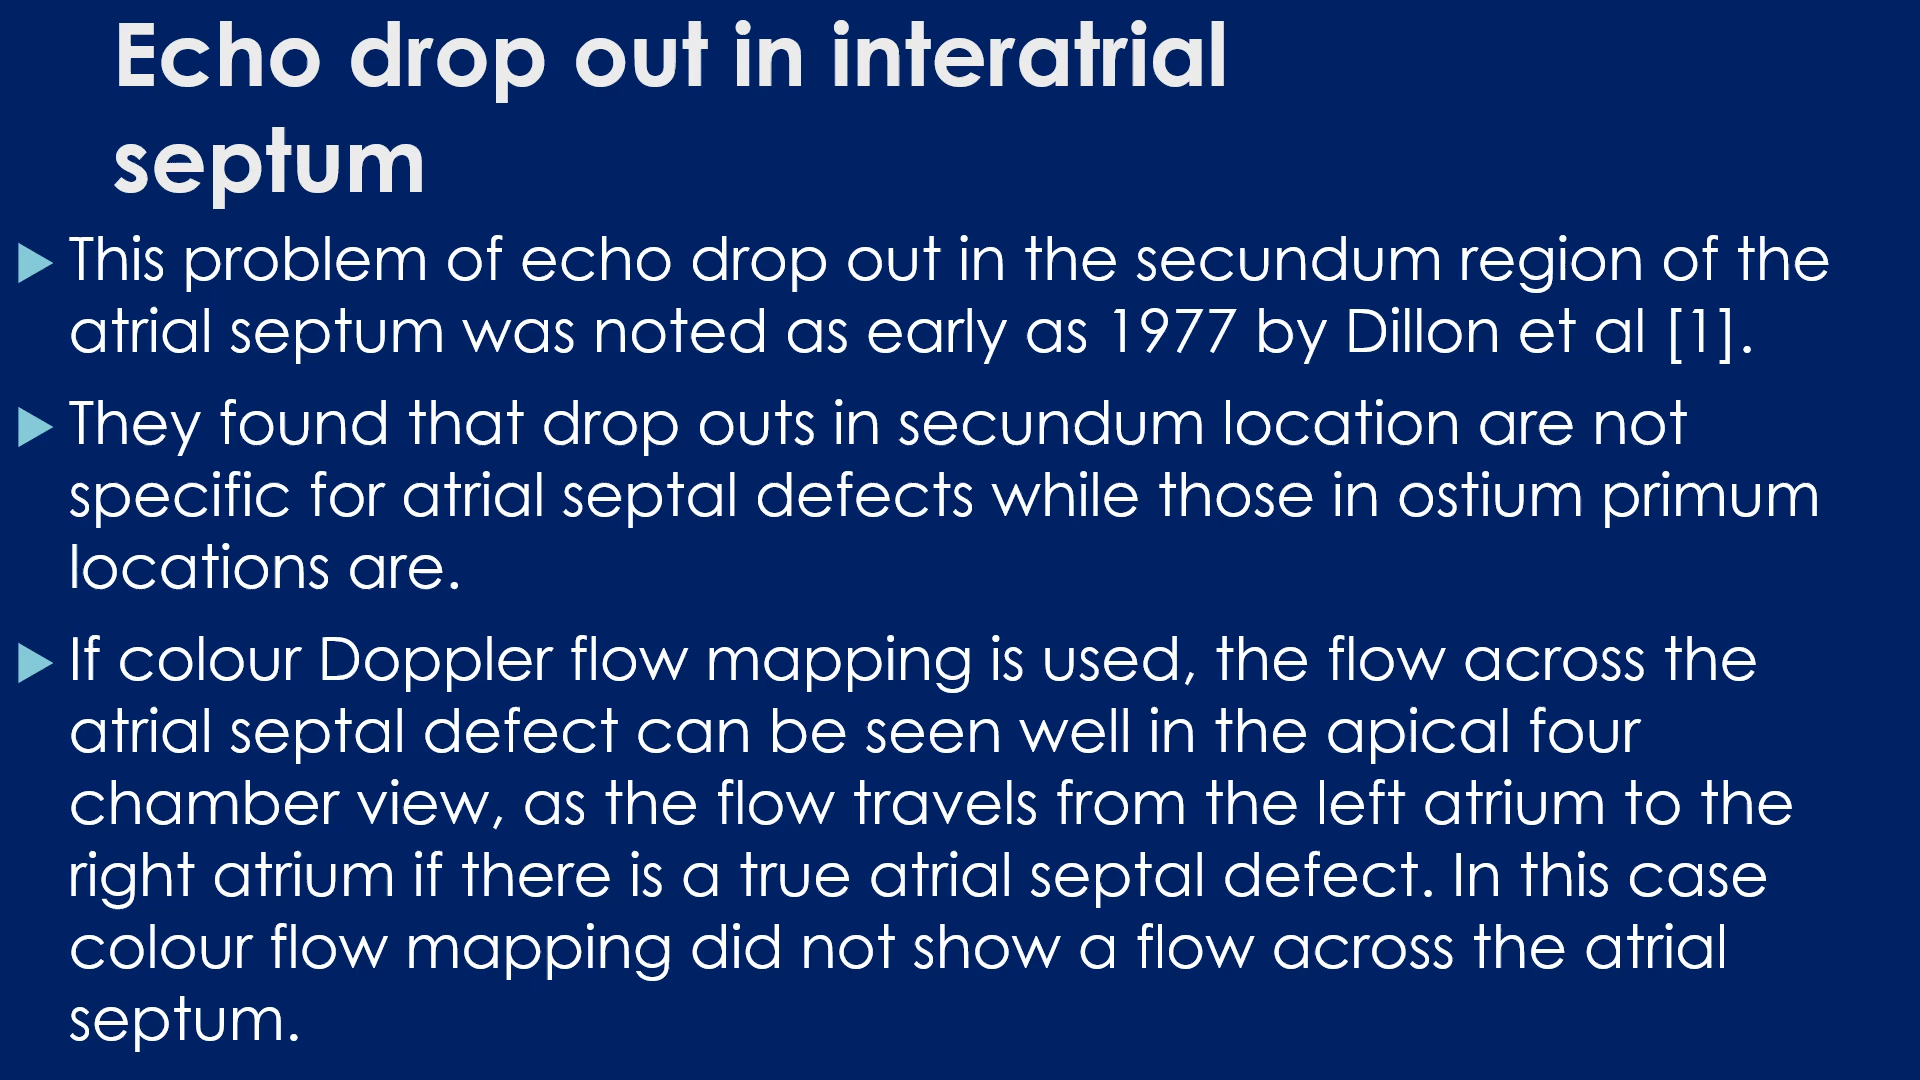 Echo drop out in interatrial
septum
This problem of echo drop out in the secundum region of the
atrial septum was noted as early as 1977 by Dillon et al [1].
They found that drop outs in secundum location are not
specific for atrial septal defects while those in ostium primum
locations are.
If colour Doppler flow mapping is used, the flow across the
atrial septal defect can be seen well in the apical four
chamber view, as the flow travels from the left atrium to the
right atrium if there is a true atrial septal defect. In this case
colour flow mapping did not show a flow across the atrial
septum.